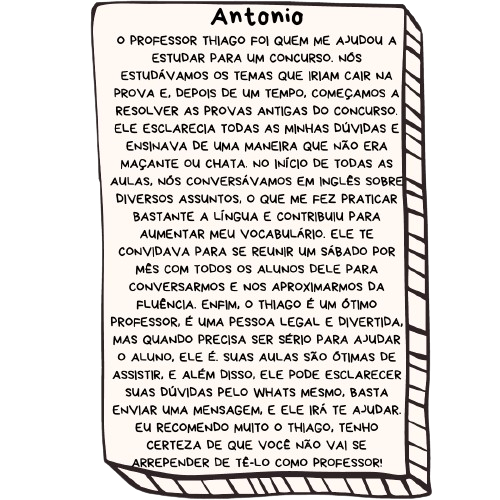 Antonio
O PROFESSOR THIAGO FOI QUEM ME AJUDOU A
ESTUDAR PARA UM CONCURSO. NÓS
ESTUDÁVAMOS OS TEMAS QUE IRIAM CAIR NA
PROVA E, DEPOIS DE UM TEMPO, COMEÇAMOS A
RESOLVER AS PROVAS ANTIGAS DO CONCURSO.
ELE ESCLARECIA TODAS AS MINHAS DÚVIDAS E
ENSINAVA DE UMA MANEIRA QUE NÃO ERA
MAÇANTE OU CHATA. NO INÍCIO DE TODAS AS
AULAS, NÓS CONVERSÁVAMOS EM INGLÊS SOBRE
DIVERSOS ASSUNTOS, O QUE ME FEZ PRATICAR
BASTANTE A LÍNGUA E CONTRIBUIU PARA
AUMENTAR MEU VOCABULÁRIO. ELE TE
CONVIDAVA PARA SE REUNIR UM SÁBADO POR
MÊS COM TODOS OS ALUNOS DELE PARA
CONVERSARMOS E NOS APROXIMARMOS DA
FLUÊNCIA. ENFIM, O THIAGO É UM ÓTIMO
PROFESSOR, É UMA PESSOA LEGAL E DIVERTIDA,
MAS QUANDO PRECISA SER SÉRIO PARA AJUDAR
O ALUNO, ELE É. SUAS AULAS SÃO ÓTIMAS DE
ASSISTIR, E ALÉM DISSO, ELE PODE ESCLARECER
SUAS DÚVIDAS PELO WHATS MESMO, BASTA
ENVIAR UMA MENSAGEM, E ELE IRÁ TE AJUDAR.
EU RECOMENDO MUITO O THIAGO, TENHO
CERTEZA DE QUE VOCÊ NÃO VAI SE
ARREPENDER DE TÊ-LO COMO PROFESSOR!